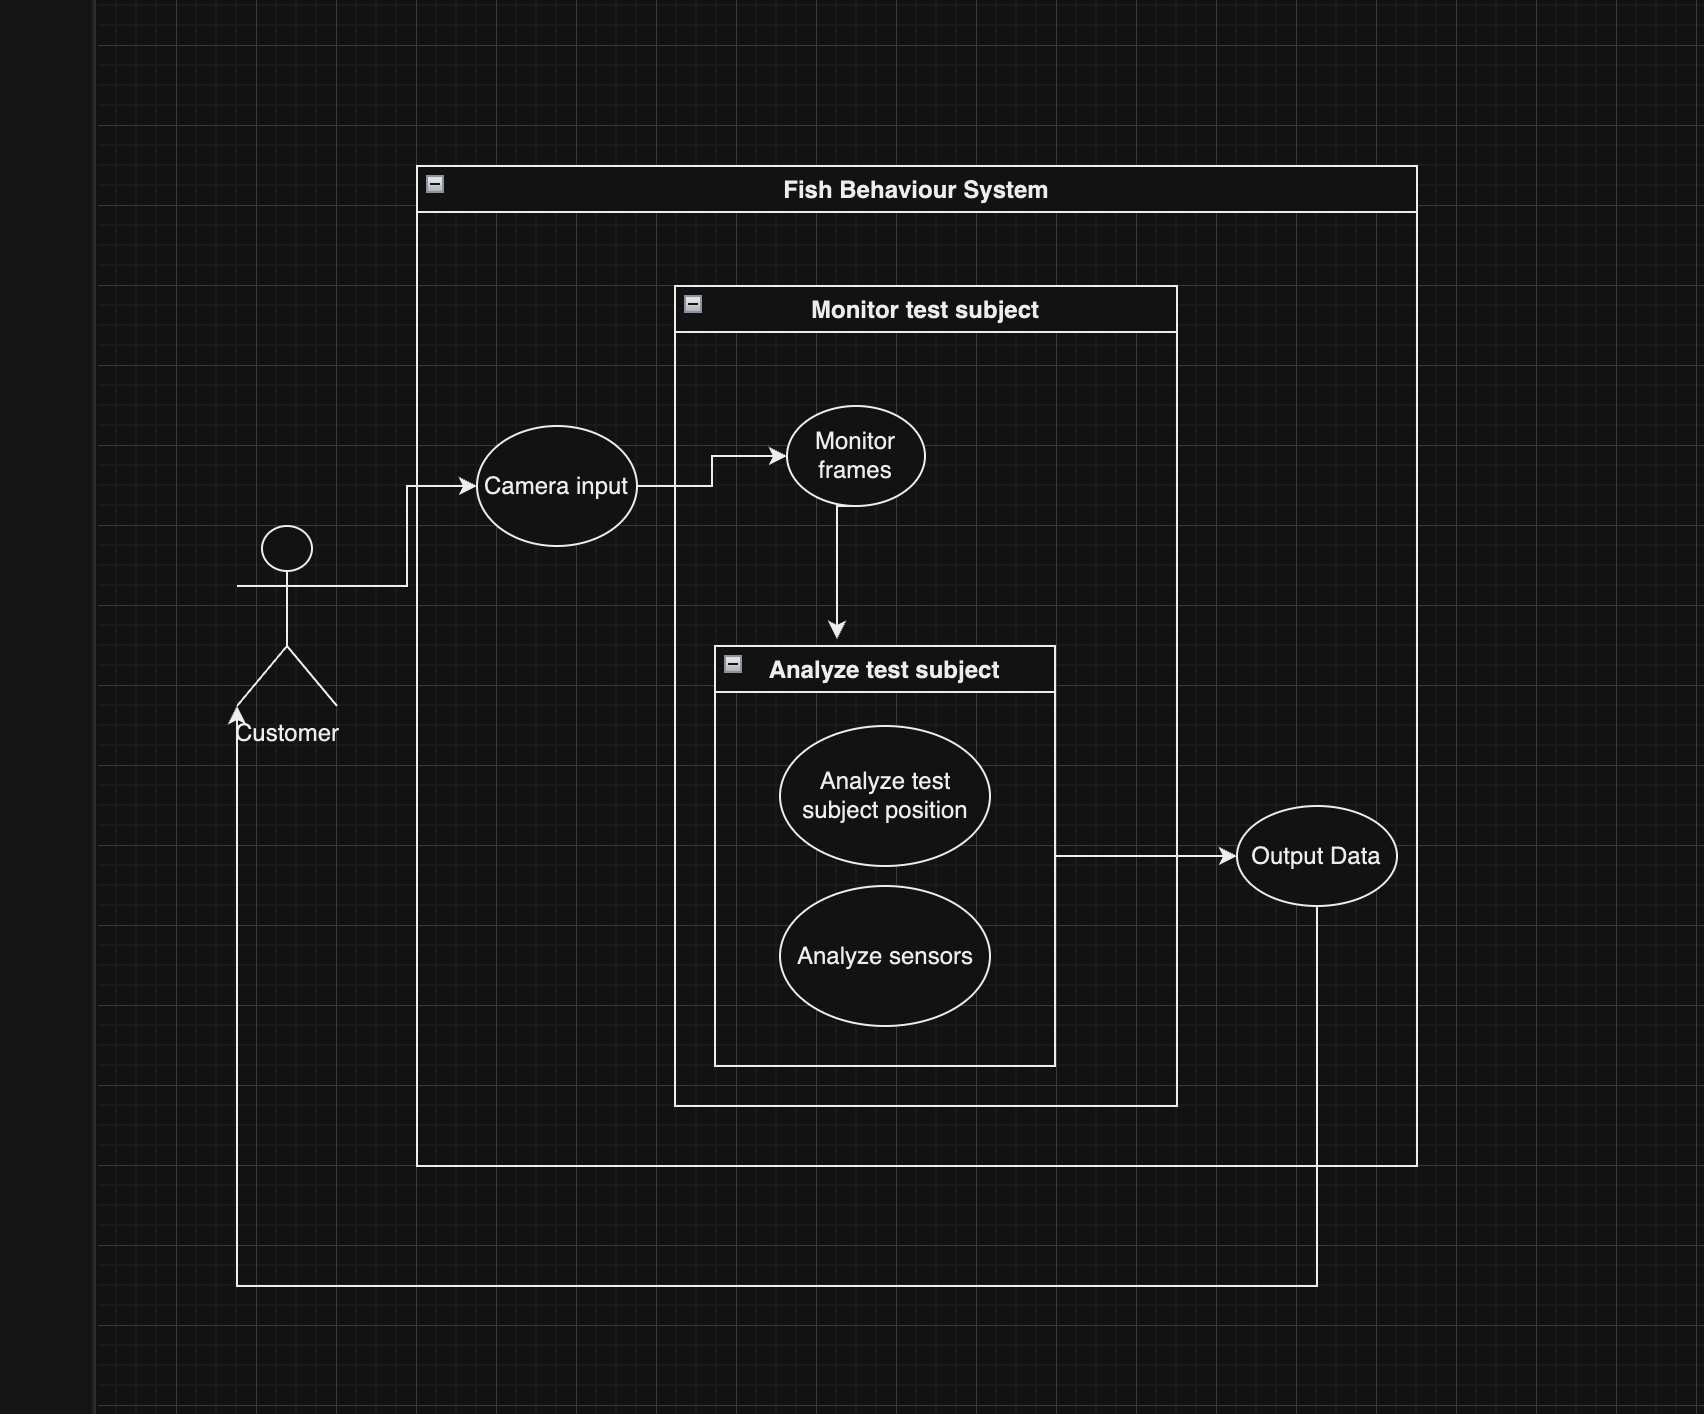 Fish Behaviour System
Monitor test subject
Monitor
frames
Camera input
Customer
Analyze test subject
Analyze test
subject position
Output Data
Analyze sensors